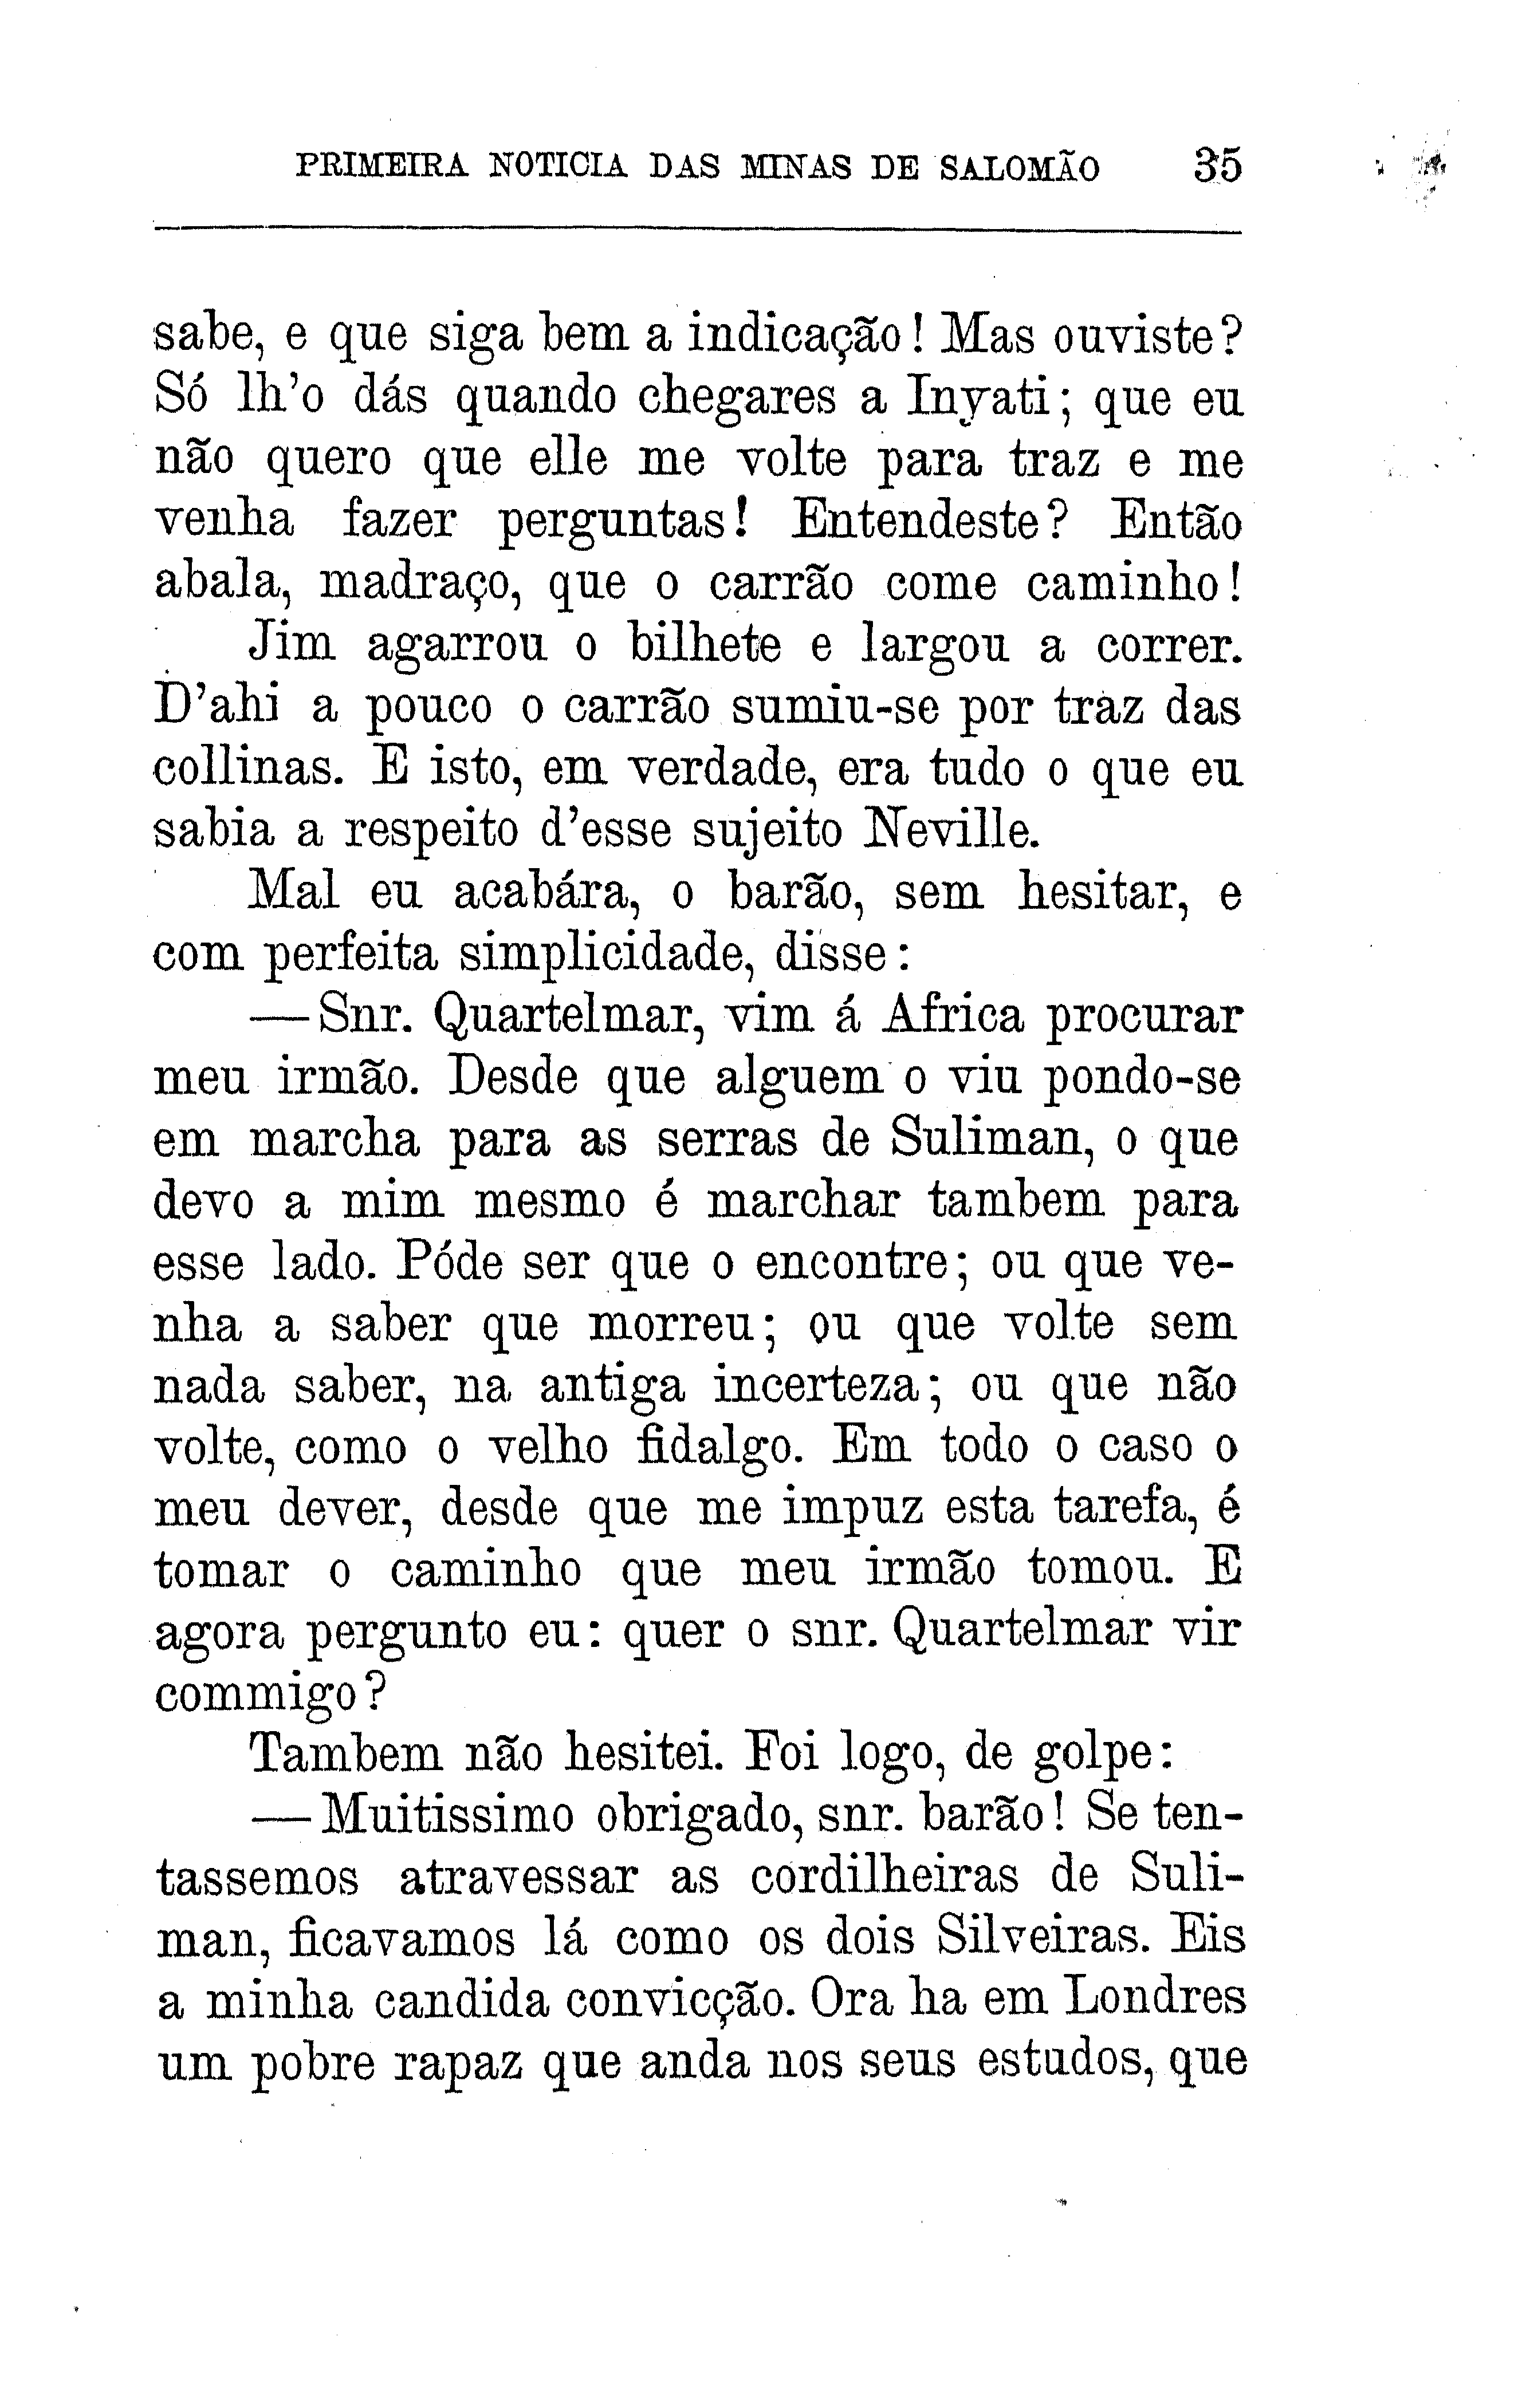 PRIMEIRA NOTICIA DAS MINAS DE SALOMÃO 35
sabe, e que siga bem a indicação! Mas ouviste?
Só lh'o dás quando chegares a Inyati; que eu
não quero que elle me volte para traz e me
venha fazer perguntas! Entendeste? Então
abala, madraço, que o carrão come caminho!
Jim agarrou o bilhete e largou a correr.
D'ahi a pouco o carrão sumiu-se por traz das
collinas. E isto, em verdade, era tudo o que eu
sabia a respeito d'esse sujeito Neville.
Mal eu acabára, o barão, sem hesitar, e
com perfeita simplicidade, disse:
—Snr. Quartelmar, vim á Africa procurar
meu irmão. Desde que alguem o viu pondo-se
em marcha para as serras de Suliman, o que
devo a mim mesmo é marchar tambem para
esse lado. Póde ser que o encontre; ou que ve-
nha a saber que morreu; ou que volte sem
nada saber, na antiga incerteza; ou que não
volte, como o velho fidalgo. Em todo o caso o
meu dever, desde que me impuz esta tarefa, é
tomar o caminho que meu irmão tomou. E
agora pergunto eu: quer o snr. Quartelmar vir
commigo?
Tambem não hesitei. Foi logo, de golpe:
—Muitissimo obrigado, snr. barão! Se ten-
tassemos atravessar as cordilheiras de Suli-
man, ficavamos lá como os dois Silveiras. Eis
a minha candida convicção. Ora ha em Londres
um pobre rapaz que anda nos seus estudos, que